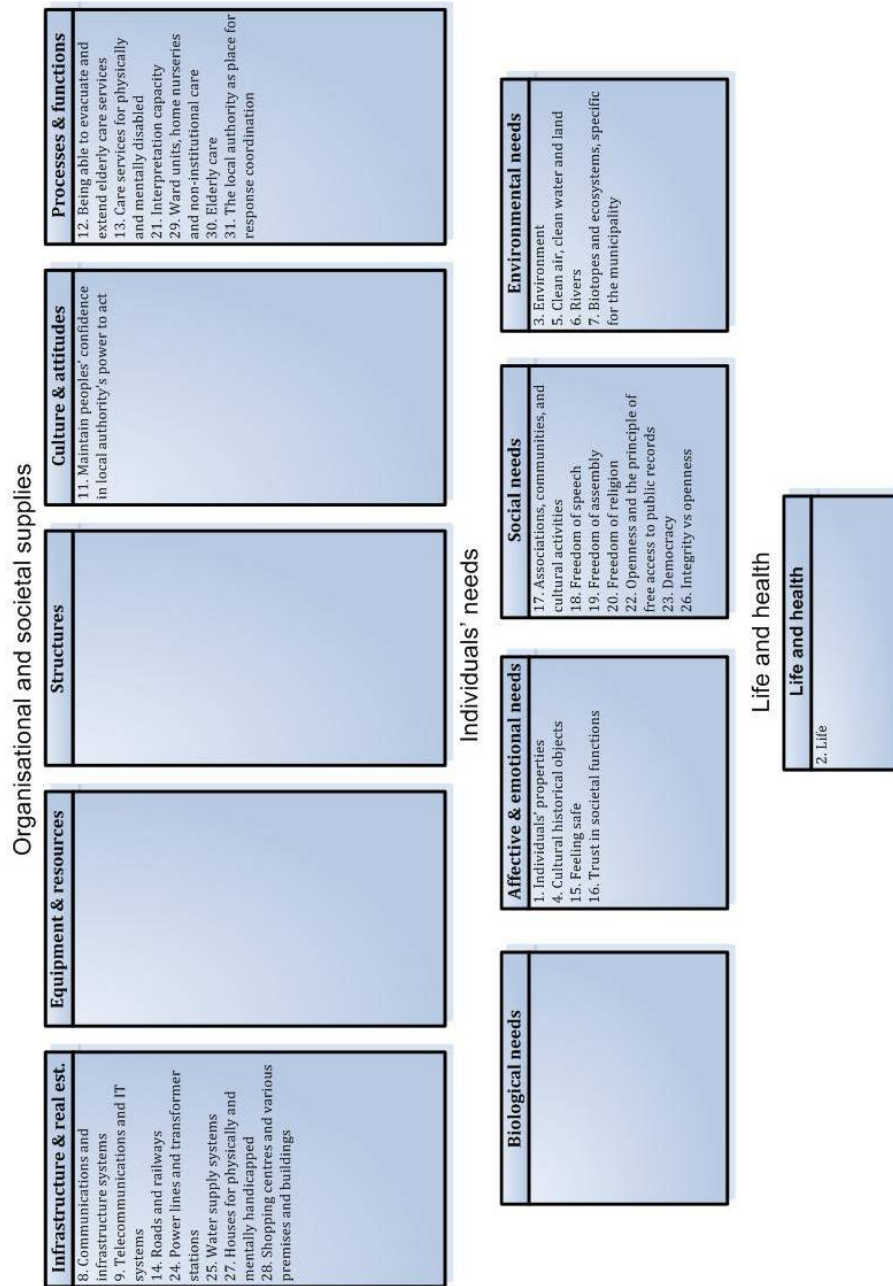 Organisational and societal supplies
Infrastructure & real est.
8. Communications and
infrastructure systems
9. Telecommunications and IT
systems
14. Roads and railways
24. Power lines and transformer
stations
25. Water supply systems
27. Houses for physically and
mentally handicapped
28. Shopping centres and various
premises and buildings
Equipment & resources
Structures
Culture & attitudes
11. Maintain peoples' confidence
in local authority's power to act
Processes & functions
12. Being able to evacuate and
extend elderly care services
13. Care services for physically
and mentally disabled
21. Interpretation capacity
29. Ward units, home nurseries
and non-institutional care
30. Elderly care
31. The local authority as place for
response coordination
Individuals' needs
Biological needs
Affective & emotional needs
1. Individuals' properties
4. Cultural historical objects
15. Feeling safe
16. Trust in societal functions
Social needs
17. Associations, communities, and
cultural activities
18. Freedom of speech
19. Freedom of assembly
20. Freedom of religion
22. Openness and the principle of
free access to public records
23. Democracy
26. Integrity vs openness
Environmental needs
3. Environment
5. Clean air, clean water and land
6. Rivers
7. Biotopes and ecosystems, specific
for the municipality
Life and health
Life and health
2. Life